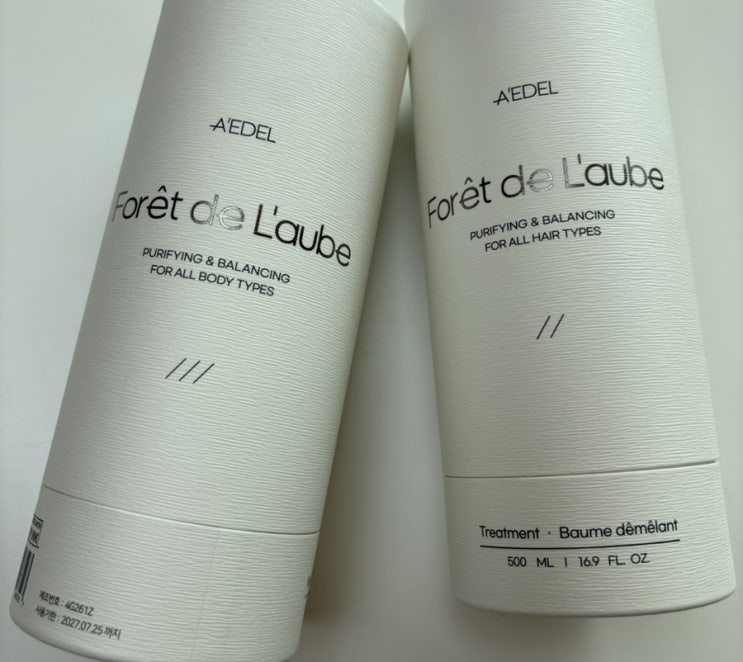 A'EDEL
Forêt de L'aube
PURIFYING & BALANCING
FOR ALL BODY TYPES
///
제조번호 : 4G261Z
사용기한 : 2027.07.25 까지
A'EDEL
Forêt de L'aube
PURIFYING & BALANCING
FOR ALL HAIR TYPES
//
Treatment · Baume démêlant
500 ML | 16.9 FL. OZ